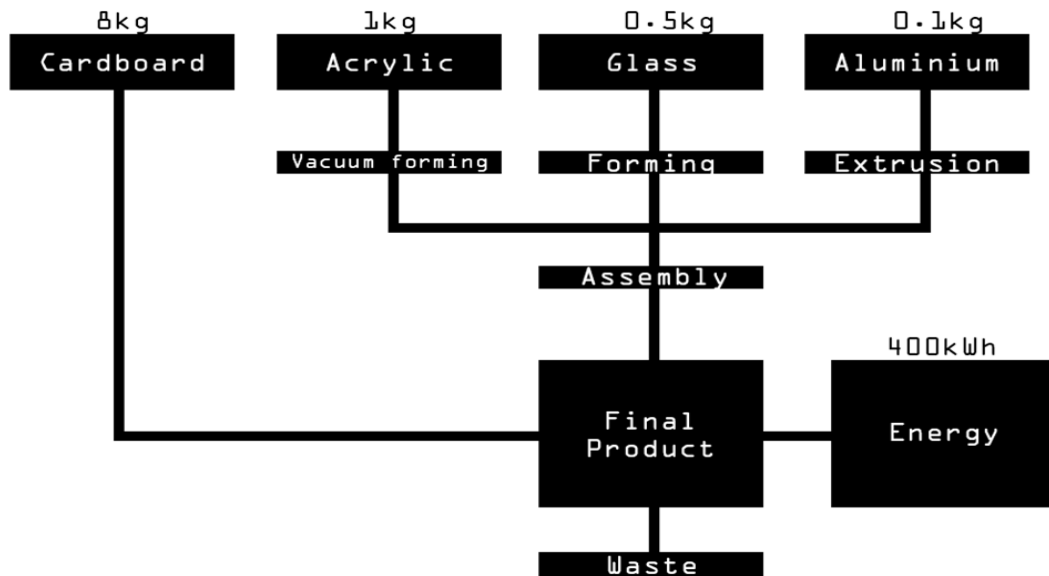 8kg 1kg 0.5kg 0.1kg
Cardboard Acrylic Glass Aluminium
Vacuum forming Forming Extrusion
Assembly
400kWh
Final
Product
Energy
Waste